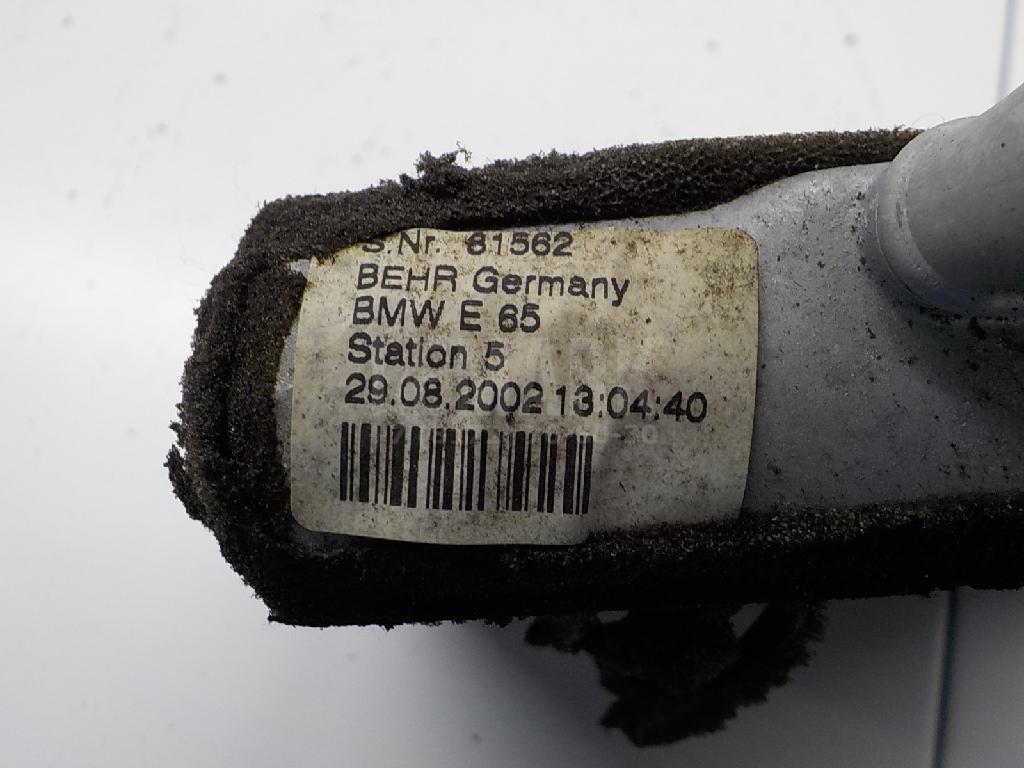 S.Nr. 81562
BEHR Germany
BMW E 65
Station 5
29.08.2002 13:04:40